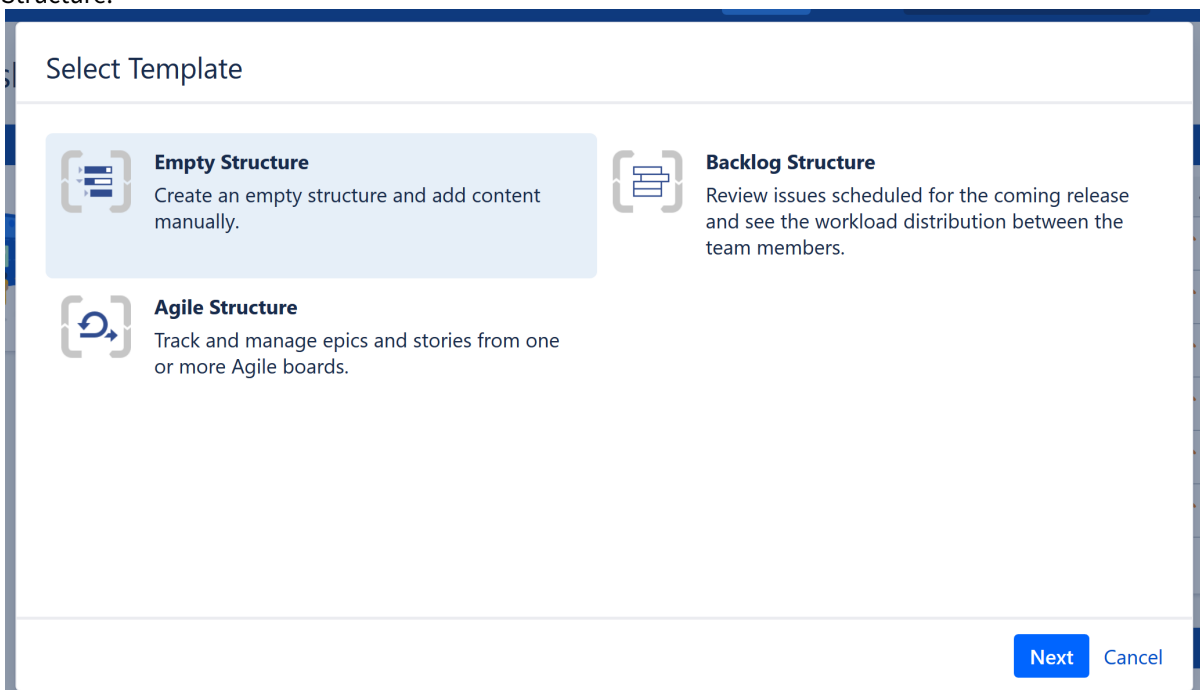 Structure.
Select Template
Empty Structure
Create an empty structure and add content
manually.
Backlog Structure
Review issues scheduled for the coming release
and see the workload distribution between the
team members.
Agile Structure
Track and manage epics and stories from one
or more Agile boards.
Next Cancel